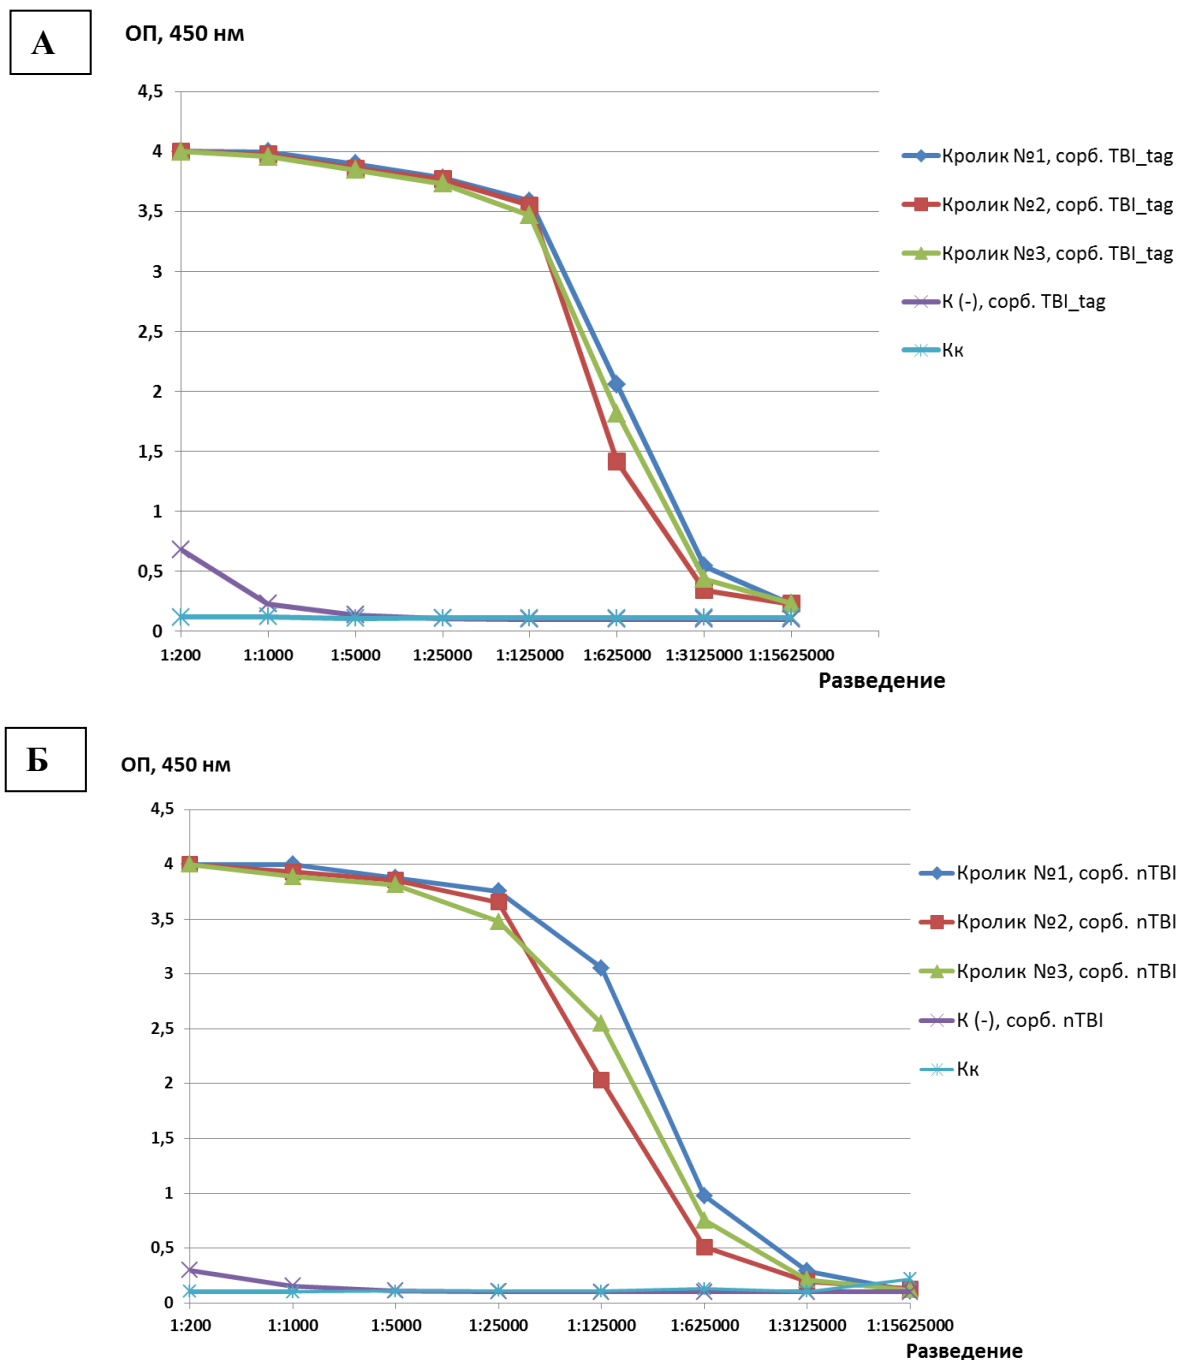 А
ОП, 450 нм
4,5
4
3,5
3
2,5
2
1,5
1
0,5
0
1:200 1:1000 1:5000 1:25000 1:125000 1:625000 1:3125000 1:15625000
Разведение
Кролик №1, сорб. TBI_tag
Кролик №2, сорб. TBI_tag
Кролик №3, сорб. TBI_tag
К (-), сорб. TBI_tag
Кк
Б
ОП, 450 нм
4,5
4
3,5
3
2,5
2
1,5
1
0,5
0
1:200 1:1000 1:5000 1:25000 1:125000 1:625000 1:3125000 1:15625000
Разведение
Кролик №1, сорб. nTBI
Кролик №2, сорб. nTBI
Кролик №3, сорб. nTBI
К (-), сорб. nTBI
Кк